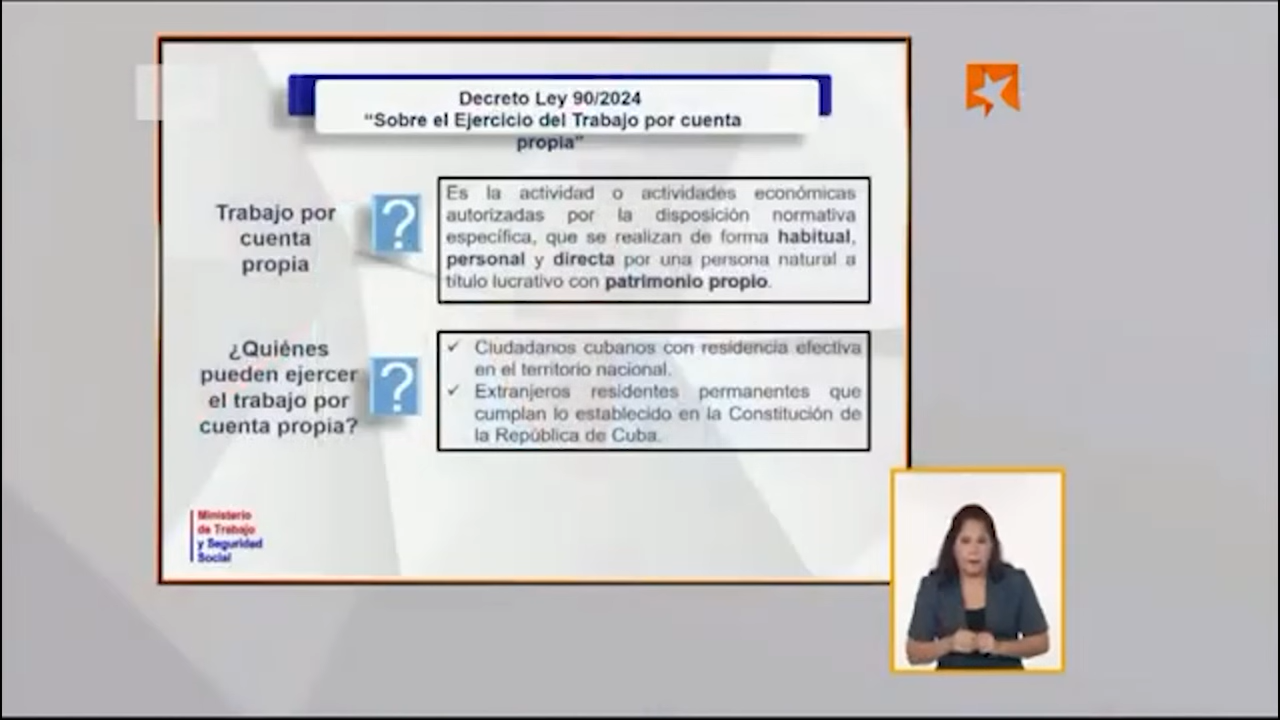 Decreto Ley 90/2024
“Sobre el Ejercicio del Trabajo por cuenta
propia”
Trabajo por
cuenta
propia
?
Es la actividad o actividades económicas
autorizadas por la disposición normativa
específica, que se realizan de forma habitual,
personal y directa por una persona natural a
título lucrativo con patrimonio propio.
¿Quiénes
pueden ejercer
el trabajo por
cuenta propia?
?
Ciudadanos cubanos con residencia efectiva
en el territorio nacional.
Extranjeros residentes permanentes que
cumplan lo establecido en la Constitución de
la República de Cuba.
Ministerio
de Trabajo
y Seguridad
Social